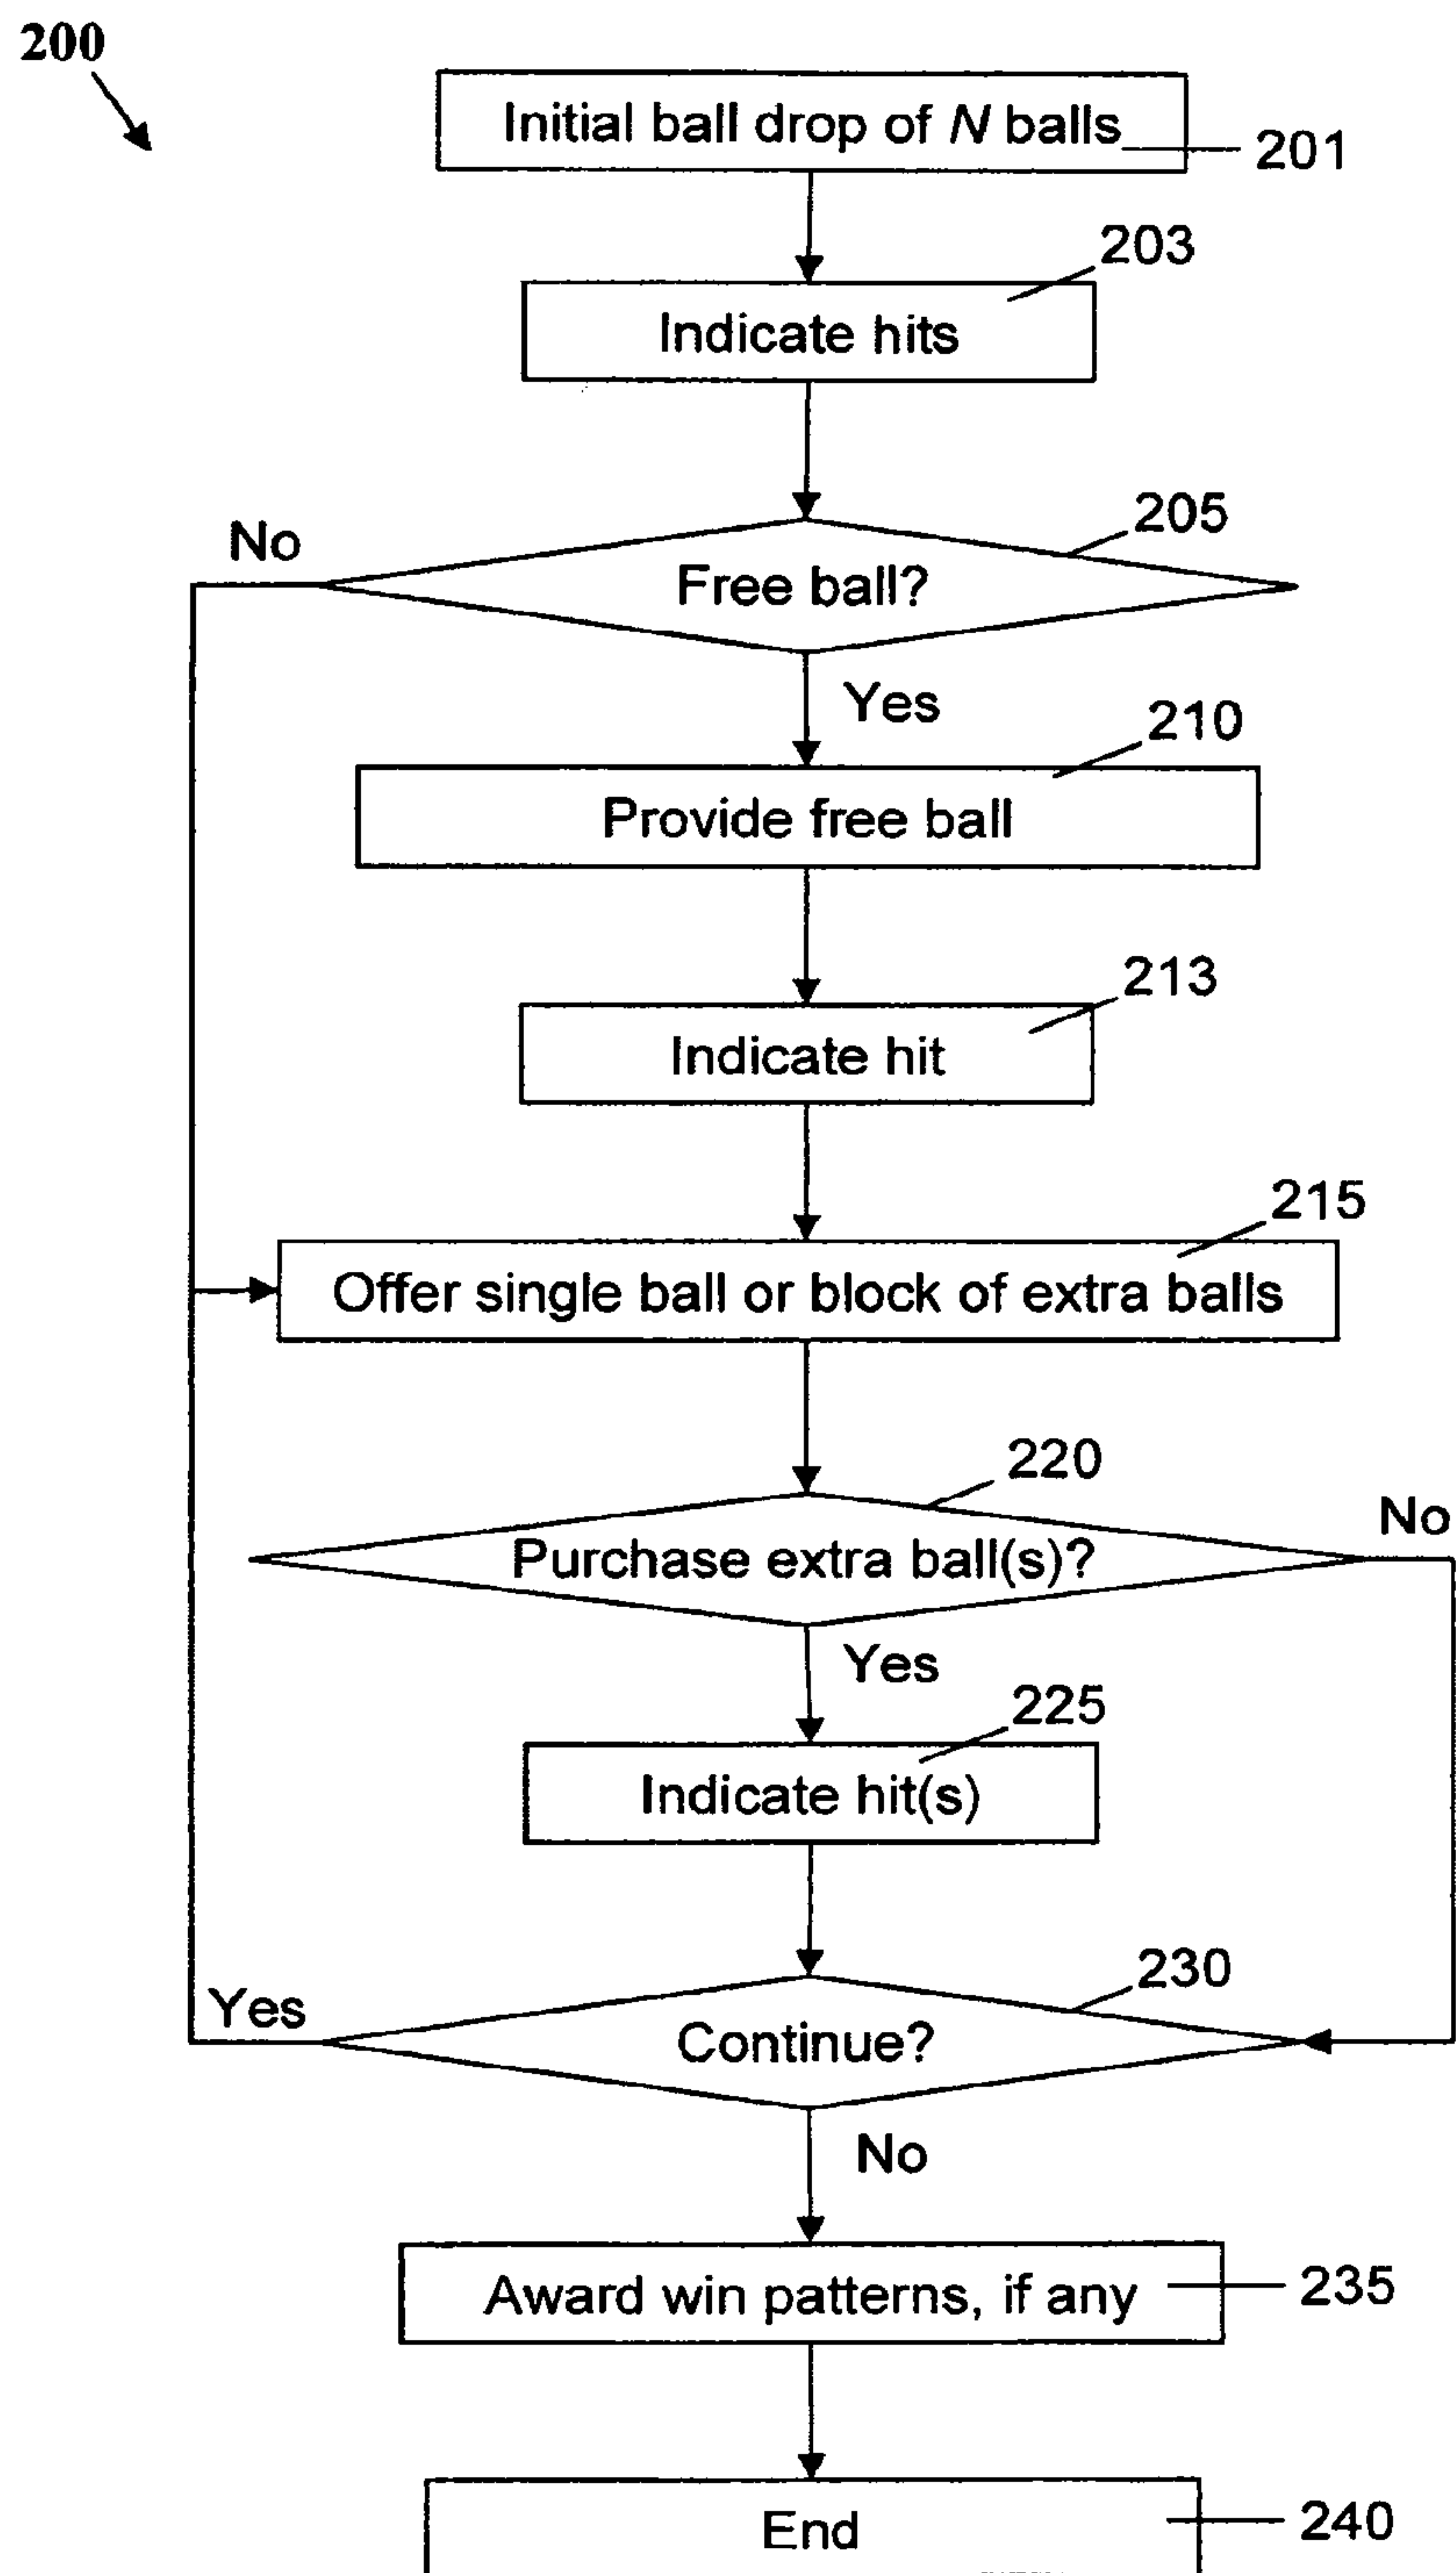 200
Initial ball drop of N balls
201
203
Indicate hits
205
No
Free ball?
Yes
210
Provide free ball
213
Indicate hit
215
Offer single ball or block of extra balls
220
No
Purchase extra ball(s)?
Yes
225
Indicate hit(s)
230
Yes
Continue?
No
Award win patterns, if any
235
End
240